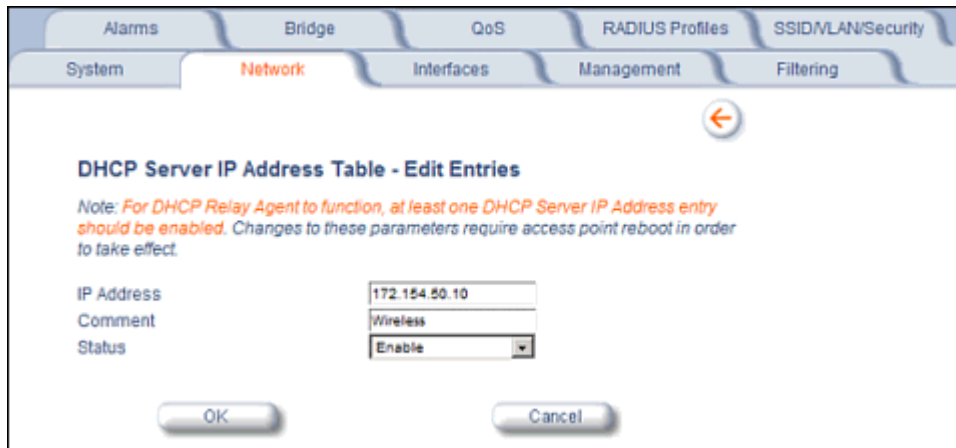 Alarms Bridge QoS RADIUS Profiles SSID/VLAN/Security
System Network Interfaces Management Filtering
DHCP Server IP Address Table - Edit Entries
Note: For DHCP Relay Agent to function, at least one DHCP Server IP Address entry
should be enabled. Changes to these parameters require access point reboot in order
to take effect.
IP Address 172.154.50.10
Comment Wireless
Status Enable
OK Cancel